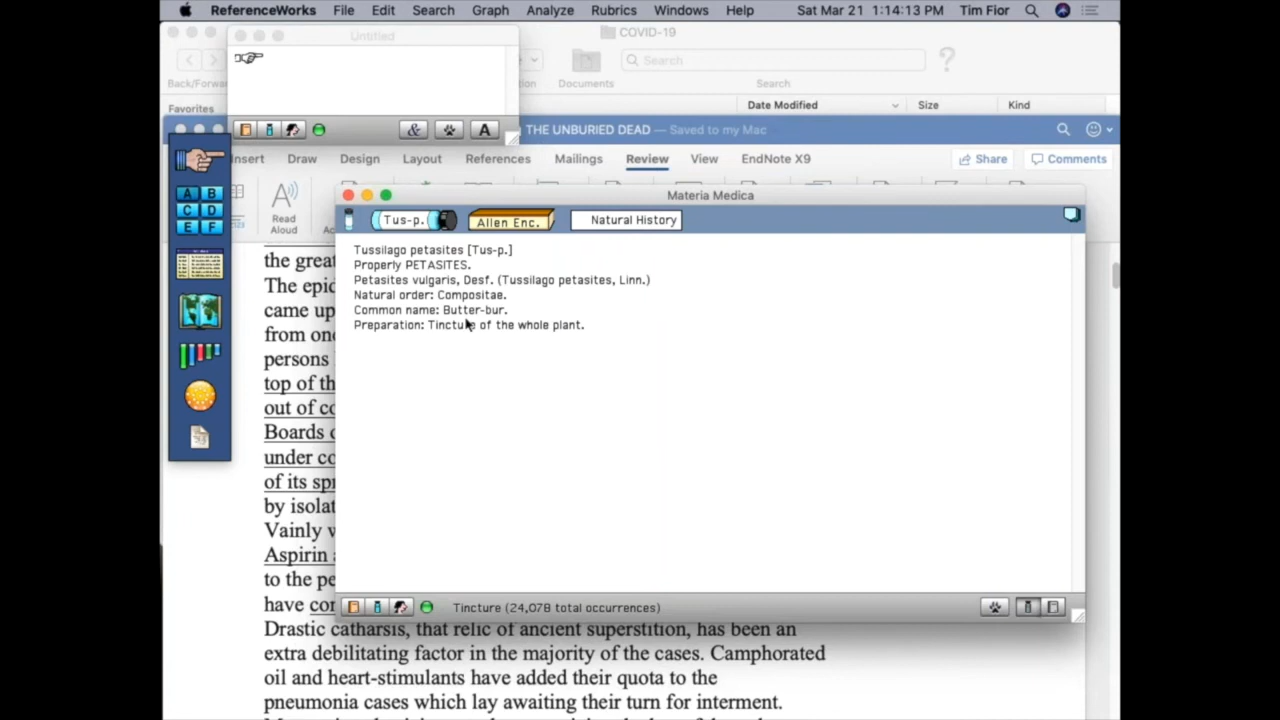 ReferenceWorks File Edit Search Graph Analyze Rubrics Windows Help Sat Mar 21 1:14:13 PM Tim Fior
Untitled
COVID-19
Search
Back/Forwa
tion
Documents
Search
Favorites
Date Modified
Size
Kind
& A
THE UNBURIED DEAD — Saved to my Mac
Insert Draw Design Layout References Mailings Review View EndNote X9 Share Comments
A B
C D
E F
Read
Aloud
Materia Medica
Tus-p. Allen Enc. Natural History
Tussilago petasites [Tus-p.]
Properly PETASITES.
Petasites vulgaris, Desf. (Tussilago petasites, Linn.)
Natural order: Compositae.
Common name: Butter-bur.
Preparation: Tincture of the whole plant.
Tincture (24,078 total occurrences)
the great
The epid
came up
from one
persons
top of th
out of co
Boards o
under co
of its spr
by isolat
Vainly v
Aspirin
to the pe
have con
Drastic catharsis, that relic of ancient superstition, has been an
extra debilitating factor in the majority of the cases. Camphorated
oil and heart-stimulants have added their quota to the
pneumonia cases which lay awaiting their turn for interment.